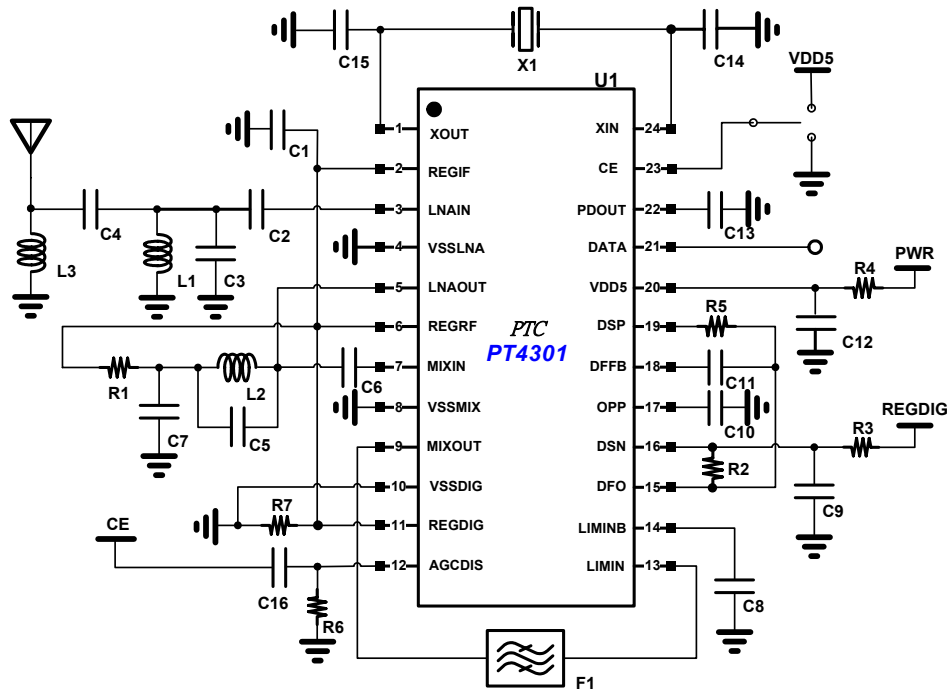 C15
X1
C14
VDD5
U1
C1
1
XOUT
XIN
24
2
REGIF
CE
23
C4
C2
3
LNAIN
PDOUT
22
C13
L3
L1
C3
4
VSSLNA
DATA
21
5
LNAOUT
VDD5
20
R4
PWR
6
REGRF
PTC
PT4301
DSP
19
R5
C12
R1
L2
C6
7
MIXIN
DFFB
18
C11
C7
C5
8
VSSMIX
OPP
17
C10
9
MIXOUT
DSN
16
R3
REGDIG
R2
10
VSSDIG
DFO
15
C9
R7
11
REGDIG
LIMINB
14
CE
C16
12
AGCDIS
LIMIN
13
R6
C8
F1